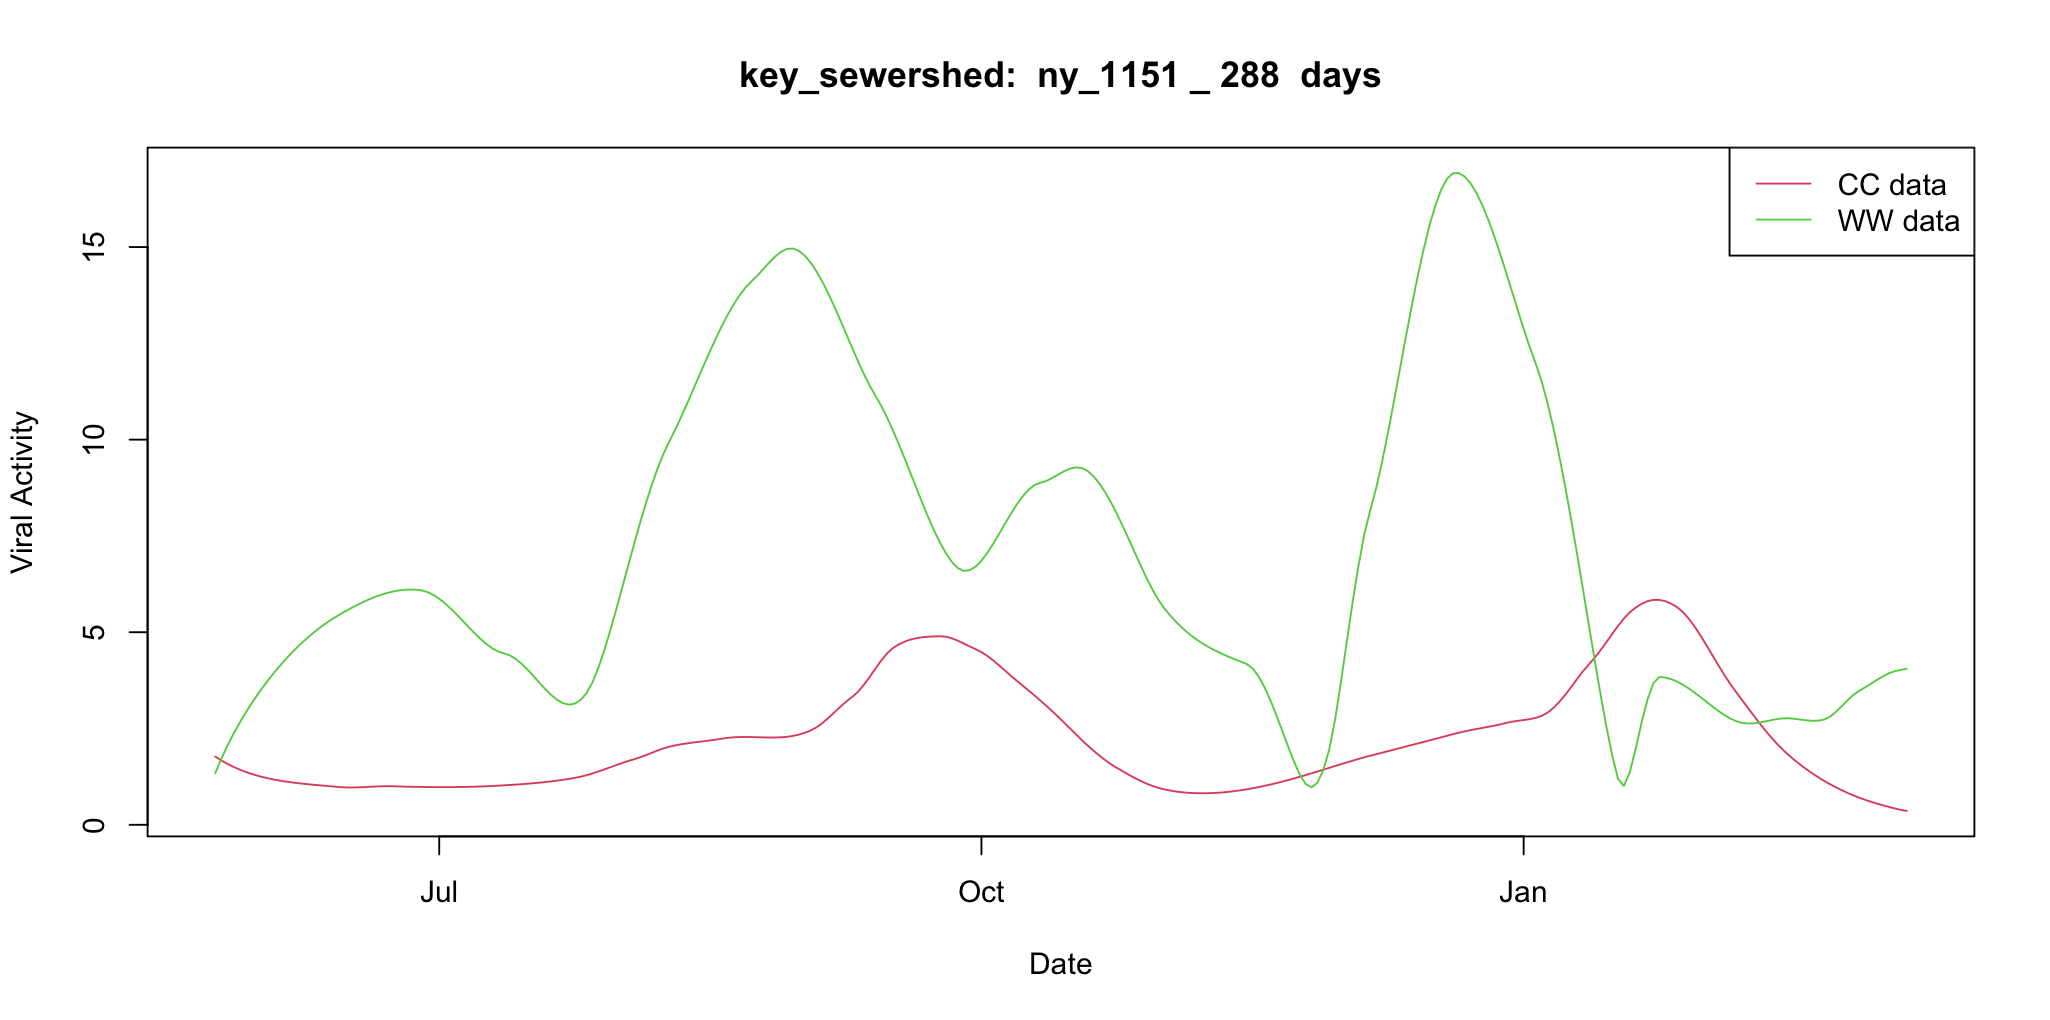 key_sewershed:  ny_1151 _ 288  days
CC data
WW data
Viral Activity
15
10
5
0
Jul
Oct
Jan
Date